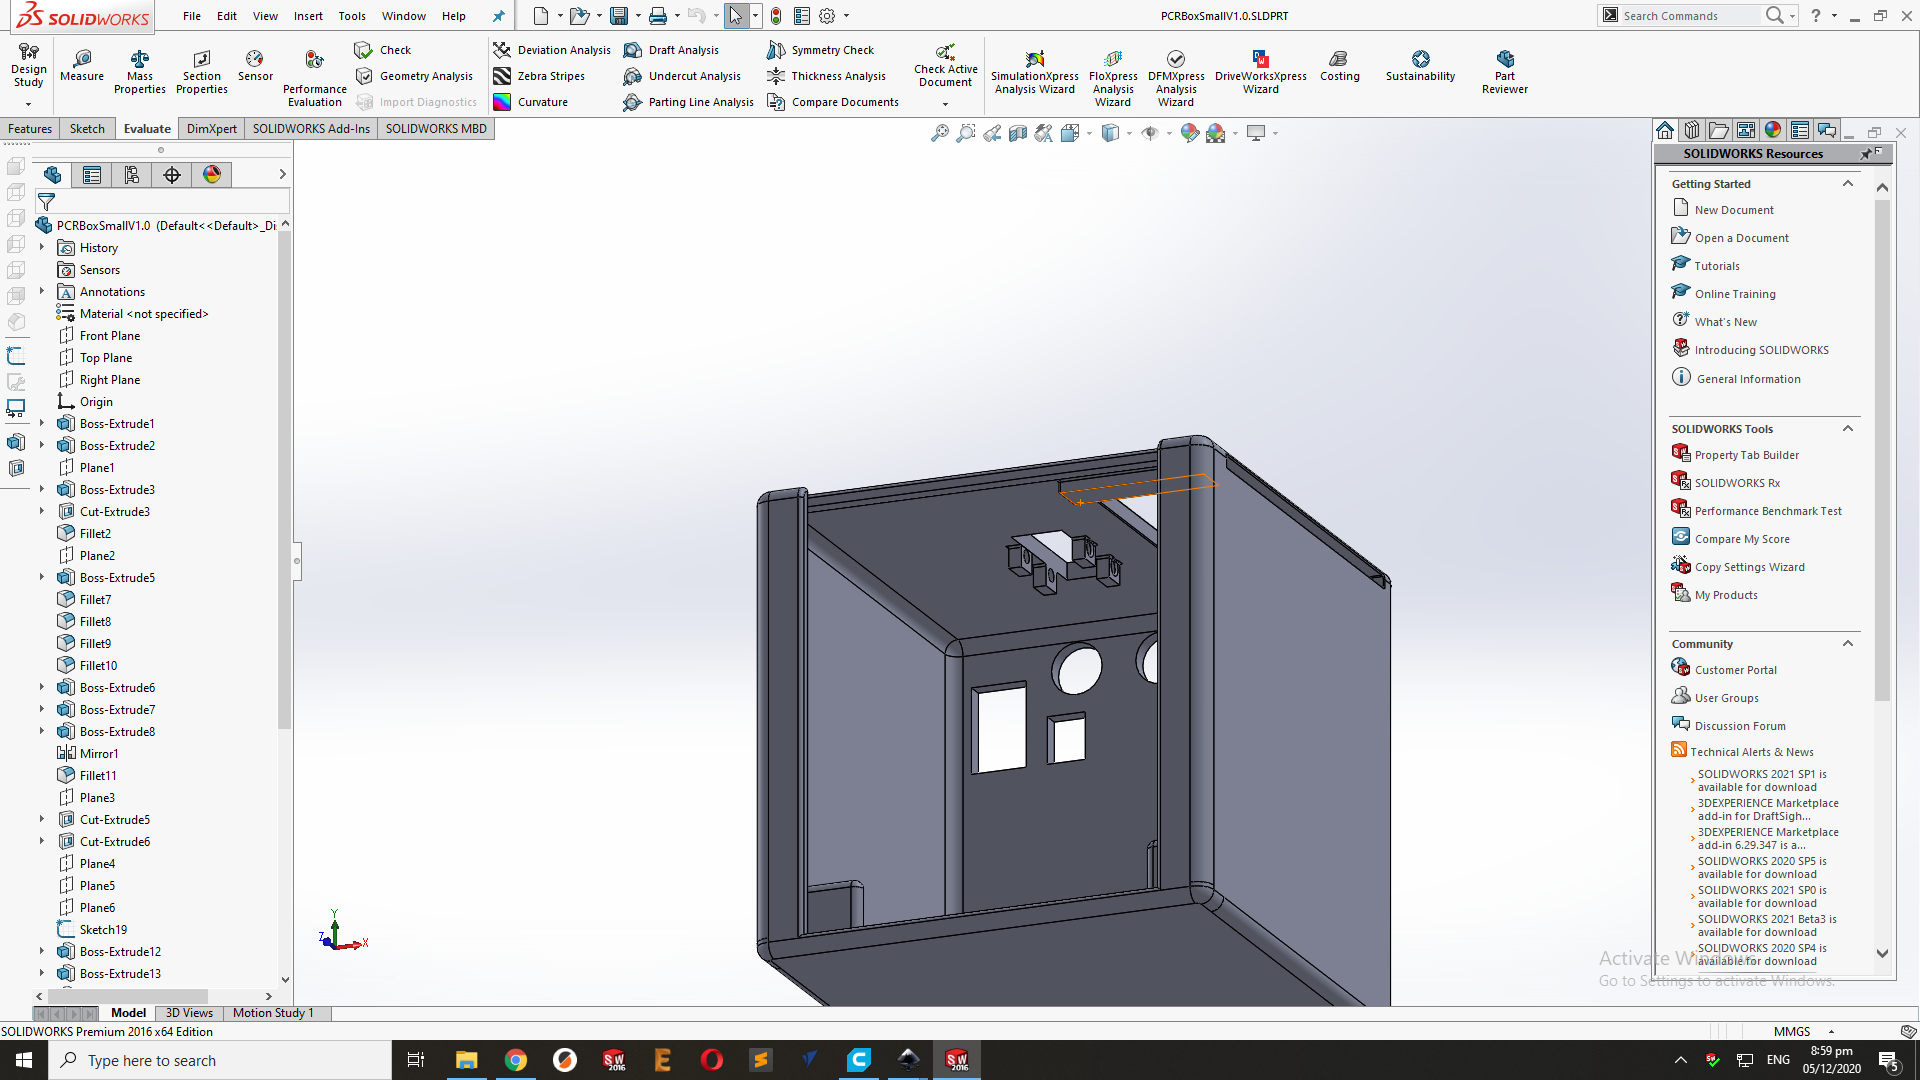 SOLIDWORKS
File Edit View Insert Tools Window Help
PCRBoxSmallV1.0.SLDPRT
Search Commands
Design Study
Measure
Mass Properties
Section Properties
Sensor
Performance Evaluation
Check
Geometry Analysis
Import Diagnostics
Deviation Analysis
Zebra Stripes
Curvature
Draft Analysis
Undercut Analysis
Parting Line Analysis
Symmetry Check
Thickness Analysis
Compare Documents
Check Active Document
SimulationXpress Analysis Wizard
FloXpress Analysis Wizard
DFMXpress Analysis Wizard
DriveWorksXpress Wizard
Costing
Sustainability
Part Reviewer
Features Sketch Evaluate DimXpert SOLIDWORKS Add-Ins SOLIDWORKS MBD
PCRBoxSmallV1.0 (Default<<Default>_Di
History
Sensors
Annotations
Material <not specified>
Front Plane
Top Plane
Right Plane
Origin
Boss-Extrude1
Boss-Extrude2
Plane1
Boss-Extrude3
Cut-Extrude3
Fillet2
Plane2
Boss-Extrude5
Fillet7
Fillet8
Fillet9
Fillet10
Boss-Extrude6
Boss-Extrude7
Boss-Extrude8
Mirror1
Fillet11
Plane3
Cut-Extrude5
Cut-Extrude6
Plane4
Plane5
Plane6
Sketch19
Boss-Extrude12
Boss-Extrude13
Y
Z
X
SOLIDWORKS Resources
Getting Started
New Document
Open a Document
Tutorials
Online Training
What's New
Introducing SOLIDWORKS
General Information
SOLIDWORKS Tools
Property Tab Builder
SOLIDWORKS Rx
Performance Benchmark Test
Compare My Score
Copy Settings Wizard
My Products
Community
Customer Portal
User Groups
Discussion Forum
Technical Alerts & News
SOLIDWORKS 2021 SP1 is
available for download
3DEXPERIENCE Marketplace
add-in for DraftSigh...
3DEXPERIENCE Marketplace
add-in 6.29.347 is a...
SOLIDWORKS 2020 SP5 is
available for download
SOLIDWORKS 2021 SP0 is
available for download
SOLIDWORKS 2021 Beta3 is
available for download
SOLIDWORKS 2020 SP4 is
available for download
Activate Windows
Go to Settings to activate Windows.
Model 3D Views Motion Study 1
SOLIDWORKS Premium 2016 x64 Edition
MMGS
Type here to search
SW 2016
SW 2016
ENG
8:59 pm
05/12/2020
5